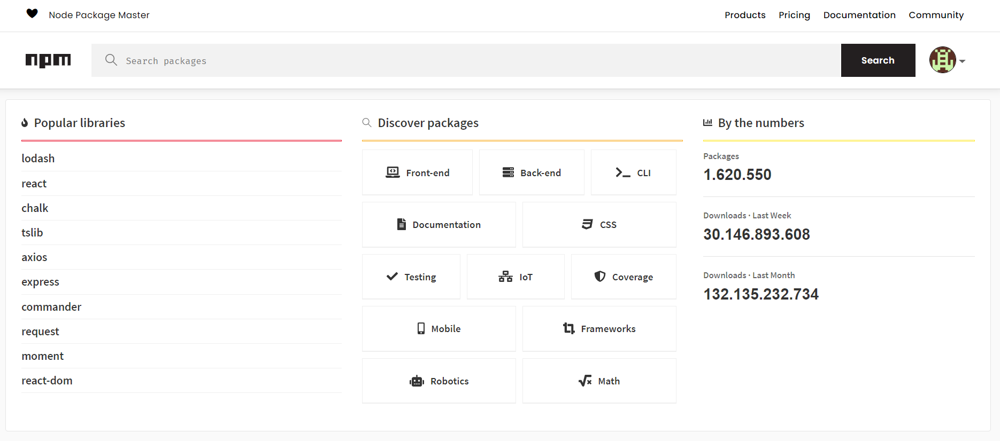 Node Package Master
Products Pricing Documentation Community
npm
Search packages
Search
Popular libraries
lodash
react
chalk
tslib
axios
express
commander
request
moment
react-dom
Discover packages
Front-end
Back-end
CLI
Documentation
CSS
Testing
IoT
Coverage
Mobile
Frameworks
Robotics
Math
By the numbers
Packages
1.620.550
Downloads · Last Week
30.146.893.608
Downloads · Last Month
132.135.232.734